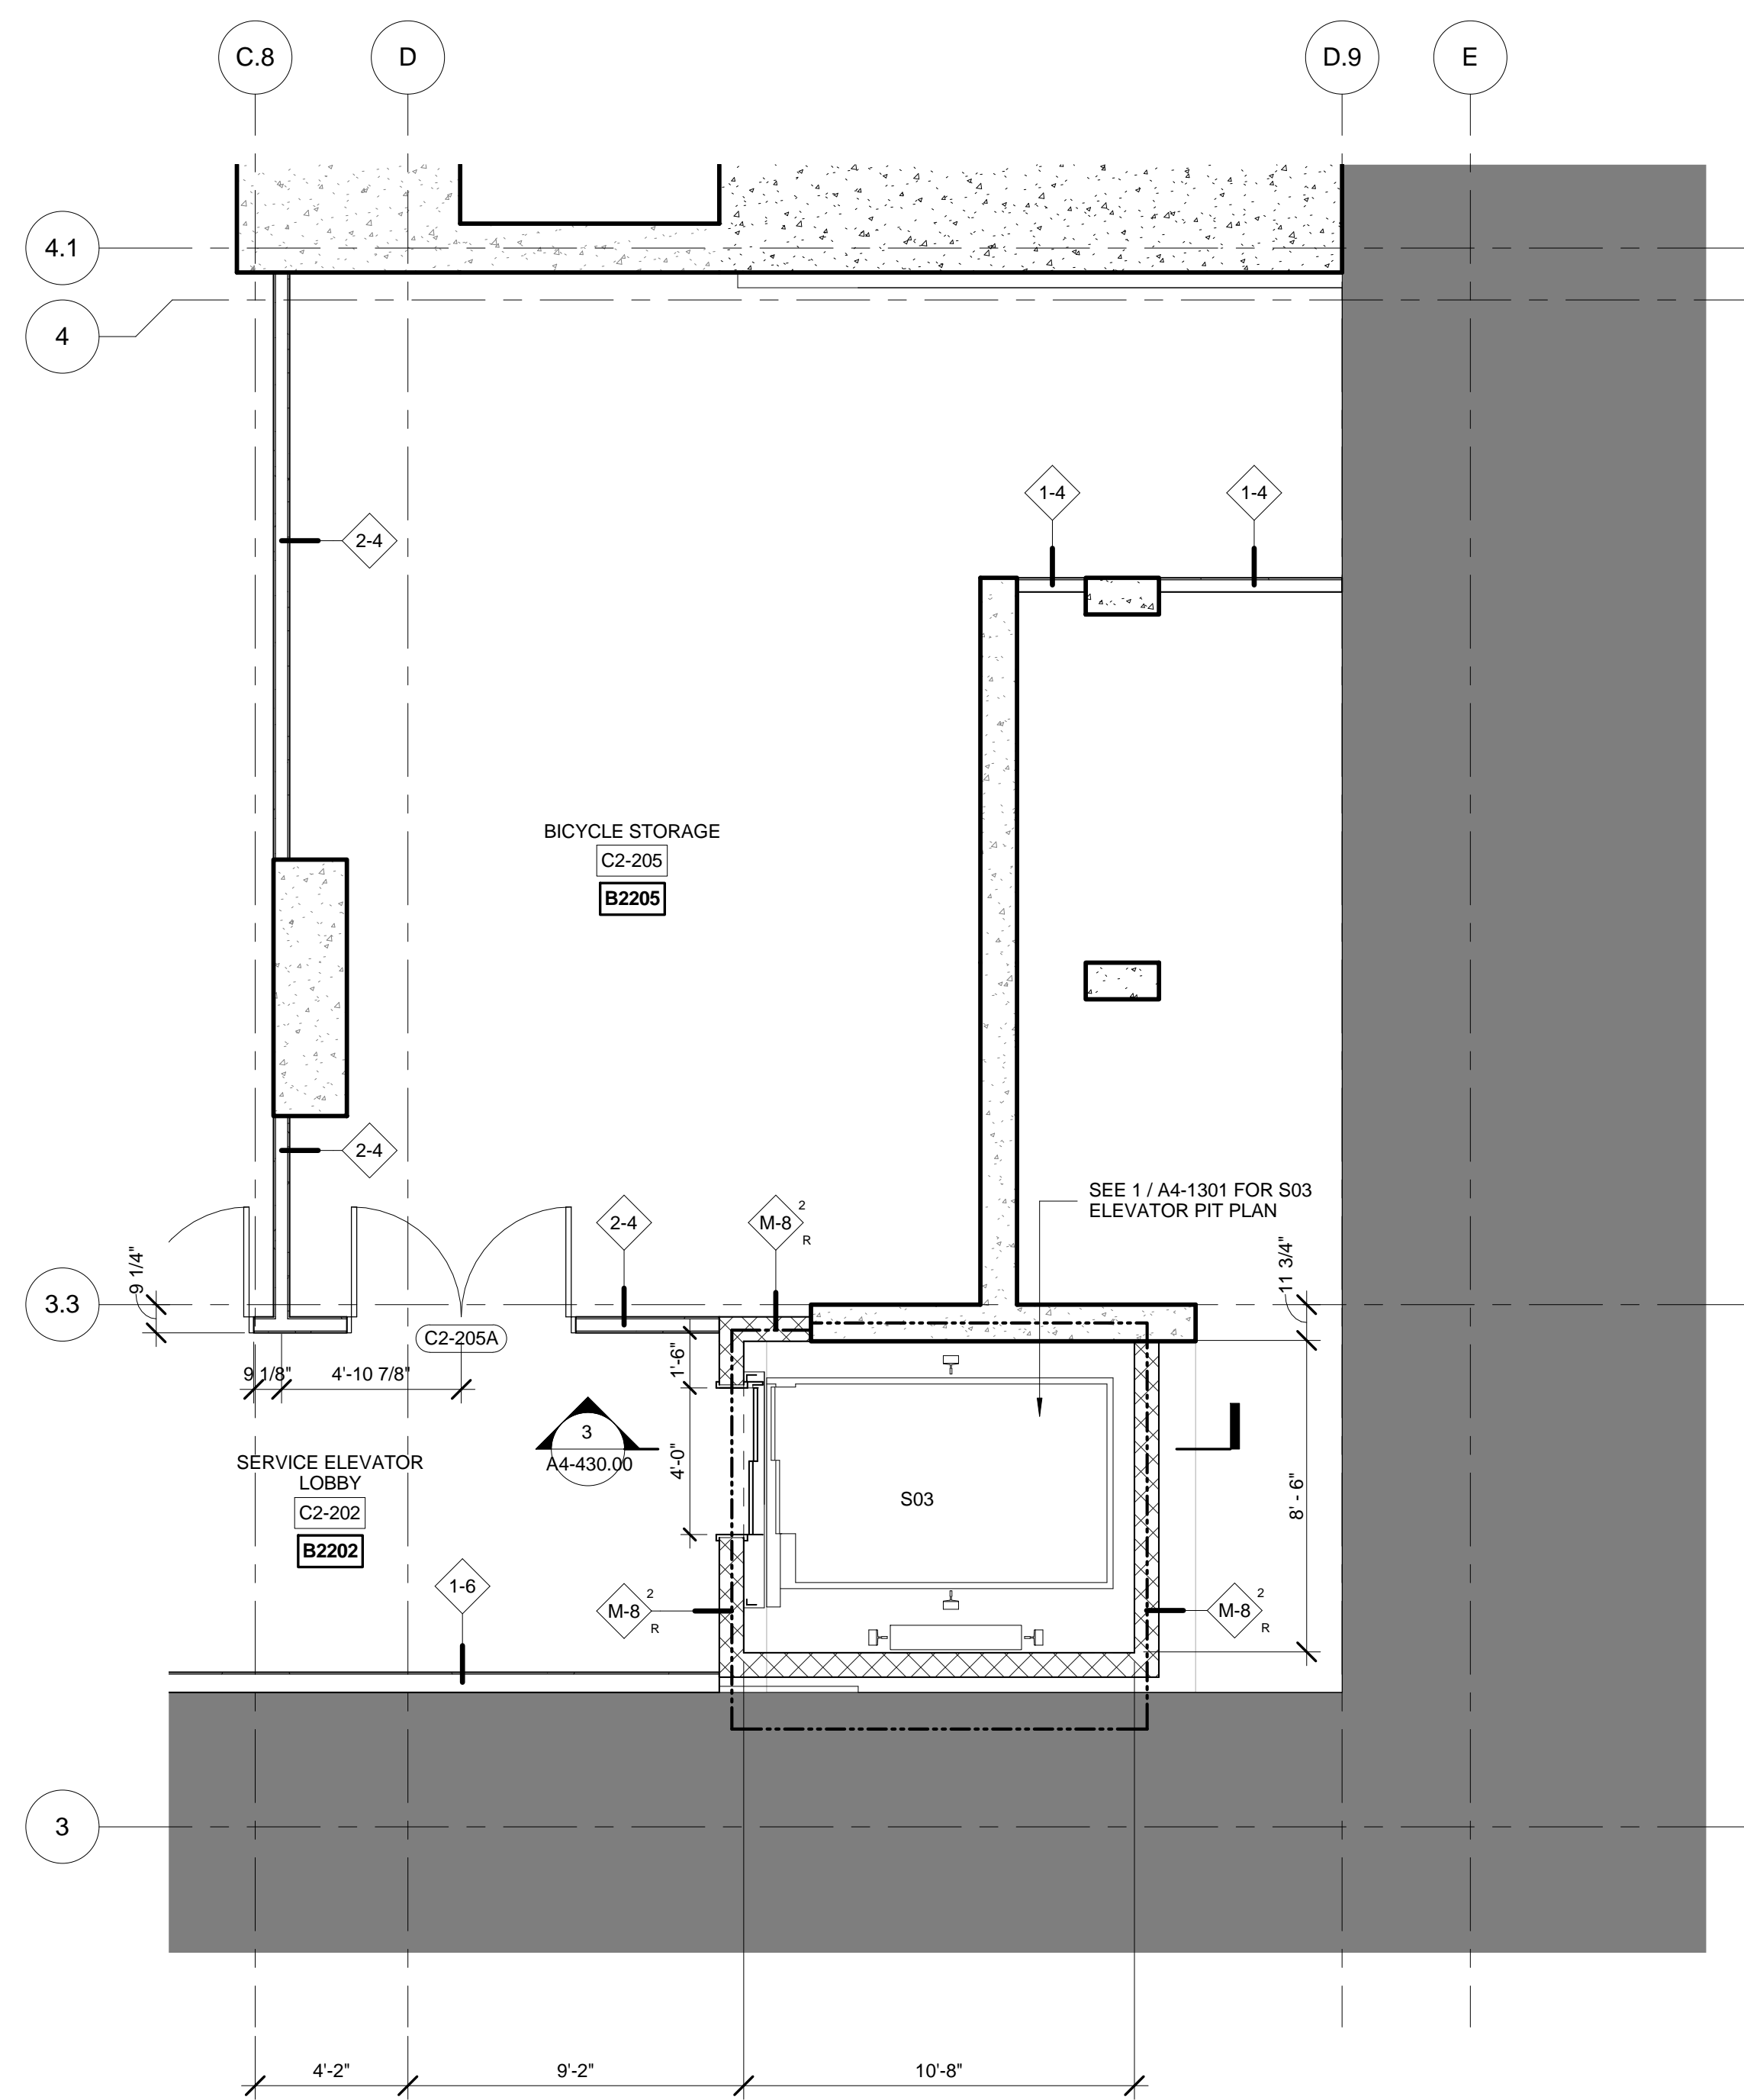 C.8
D
D.9
E
4.1
4
1-4
1-4
2-4
BICYCLE STORAGE
C2-205
B2205
2-4
SEE 1 / A4-1301 FOR S03
ELEVATOR PIT PLAN
2-4
M-8
2
R
9 1/4"
11 3/4"
3.3
C2-205A
9 1/8"
4'-10 7/8"
1'-6"
3
A4-430.00
4'-0"
SERVICE ELEVATOR
LOBBY
C2-202
B2202
S03
8' - 6"
1-6
M-8
2
R
M-8
2
R
3
4'-2"
9'-2"
10'-8"